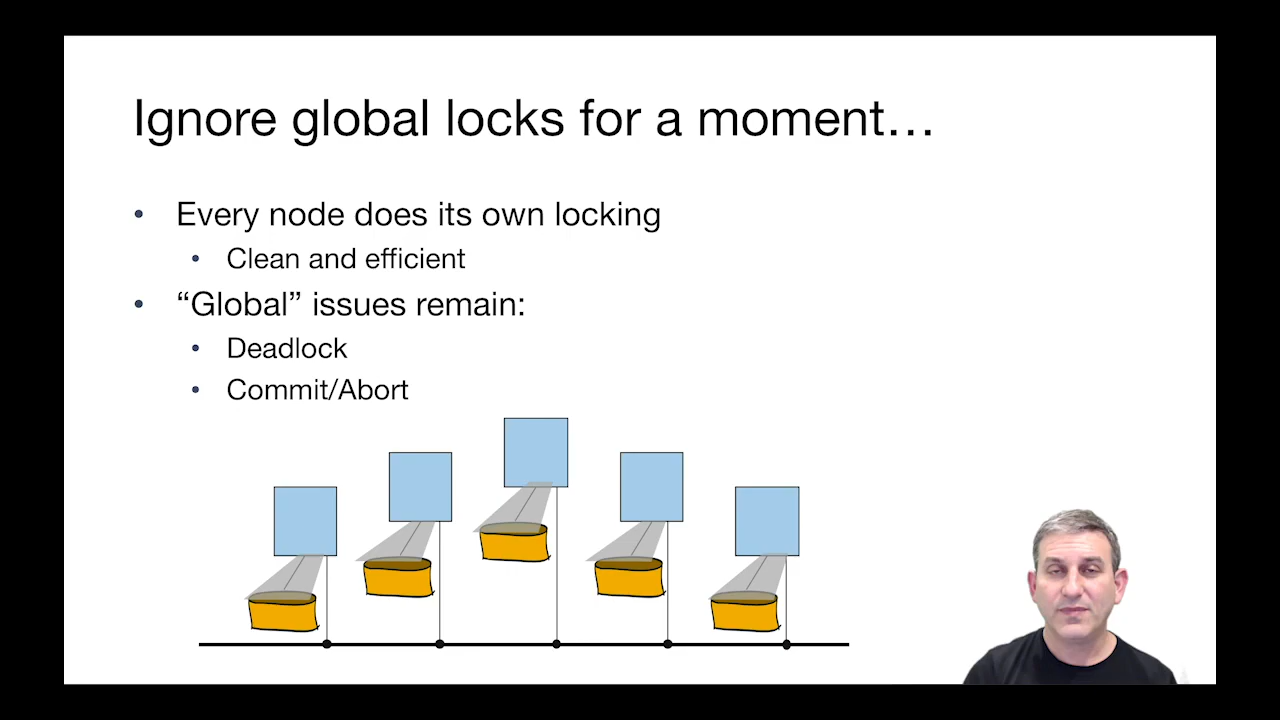 Ignore global locks for a moment…
• Every node does its own locking
• Clean and efficient
• “Global” issues remain:
• Deadlock
• Commit/Abort